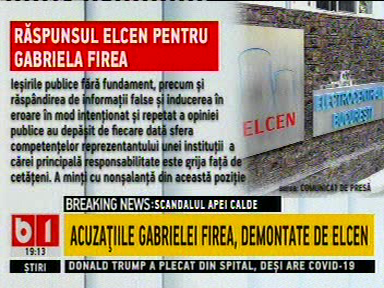 RĂSPUNSUL ELCEN PENTRU
GABRIELA FIREA
Ieșirile publice fără fundament, precum și
răspândirea de informații false și inducerea în
eroare în mod intenționat și repetat a opiniei
publice au depășit de fiecare dată sfera
competențelor reprezentantului unei instituții a
cărei principală responsabilitate este grija față de
cetățeni. A minți cu nonșalanță din această poziție
ELCEN
ELECTROCENTRALE
BUCUREȘTI
sursa: COMUNICAT DE PRESĂ
BREAKING NEWS: SCANDALUL APEI CALDE
b1
ACUZAȚIILE GABRIELEI FIREA, DEMONTATE DE ELCEN
19:13
ȘTIRI
DONALD TRUMP A PLECAT DIN SPITAL, DEȘI ARE COVID-19